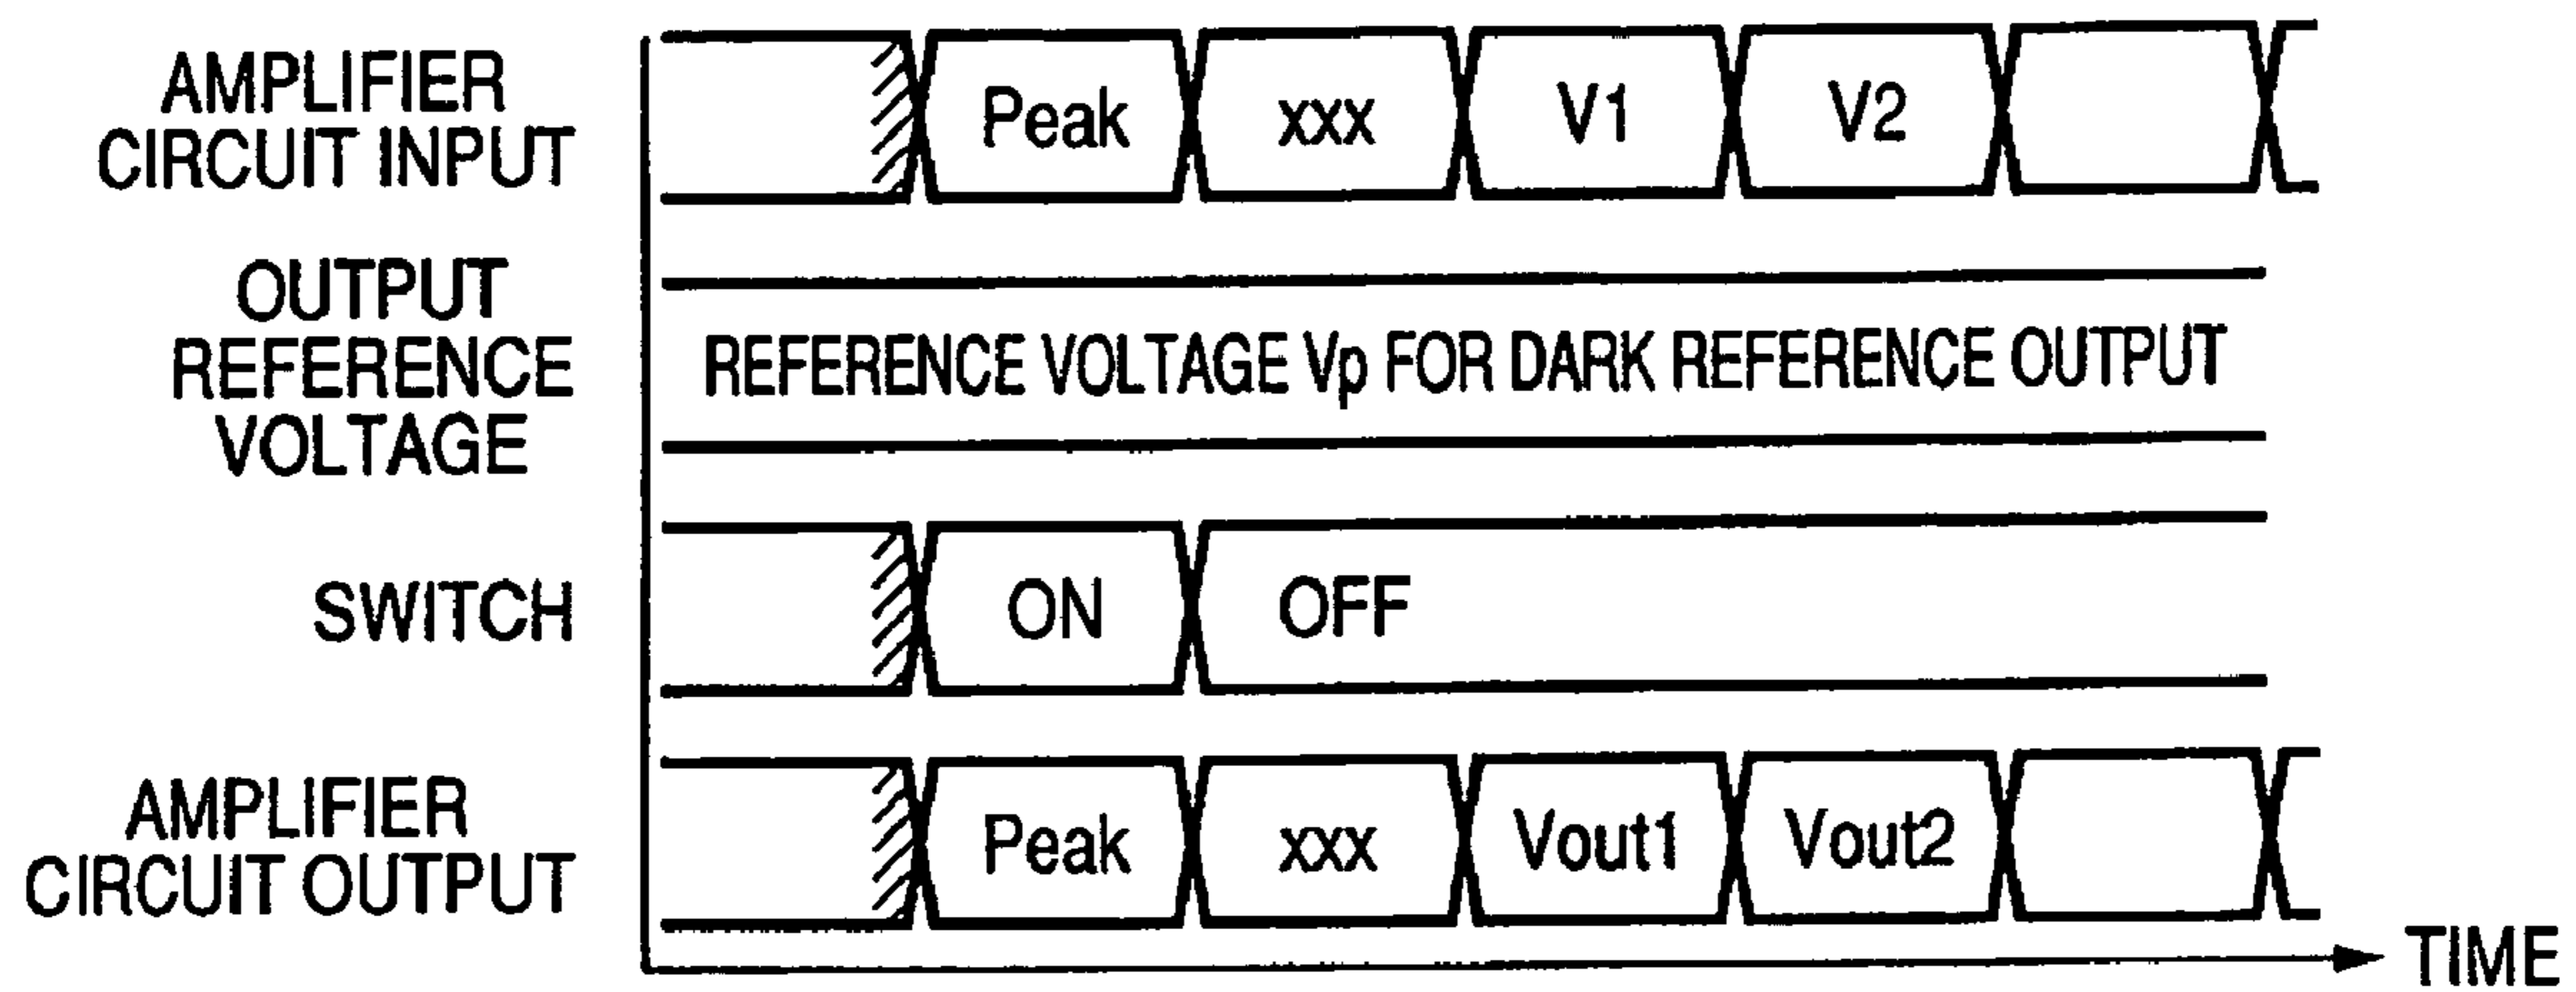 AMPLIFIER
CIRCUIT INPUT
Peak
xxx
V1
V2
OUTPUT
REFERENCE
VOLTAGE
REFERENCE VOLTAGE Vp FOR DARK REFERENCE OUTPUT
SWITCH
ON
OFF
AMPLIFIER
CIRCUIT OUTPUT
Peak
xxx
Vout1
Vout2
TIME